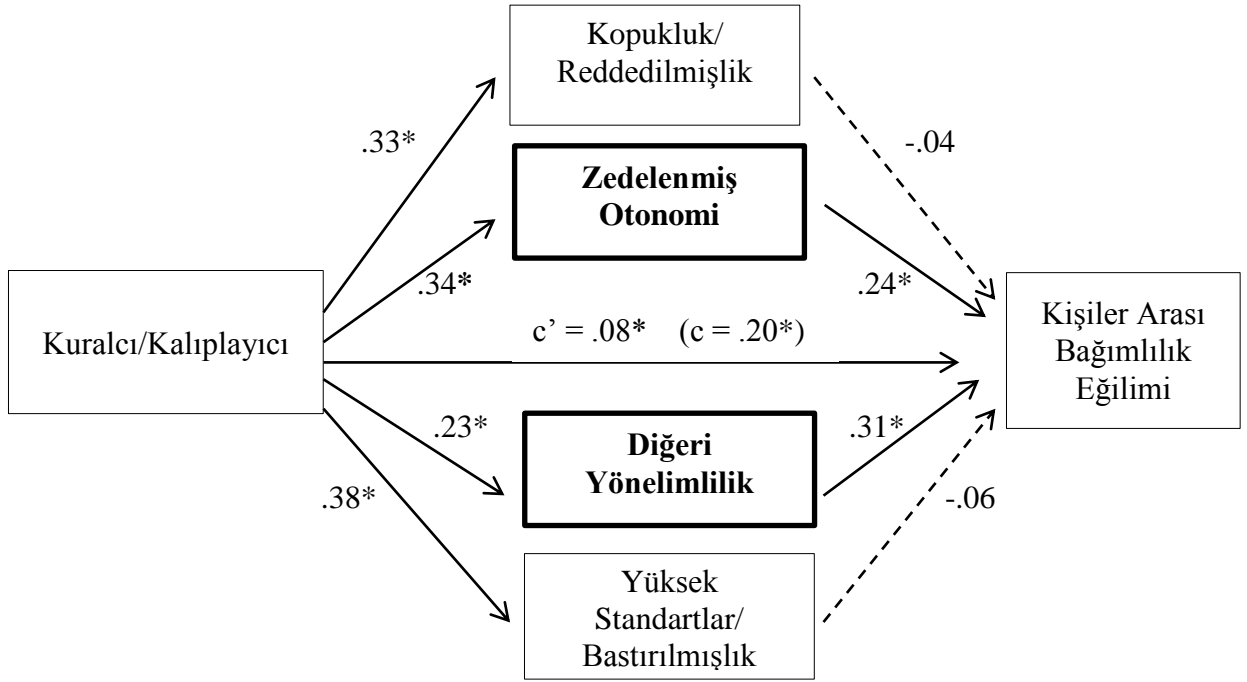 Kopukluk/
Reddedilmişlik
.33*
-.04
Zedelenmiş
Otonomi
.34*
.24*
Kuralcı/Kalıplayıcı
c’ = .08* (c = .20*)
Kişiler Arası
Bağımlılık
Eğilimi
.23*
Diğeri
Yönelimlilik
.31*
.38*
-.06
Yüksek
Standartlar/
Bastırılmışlık